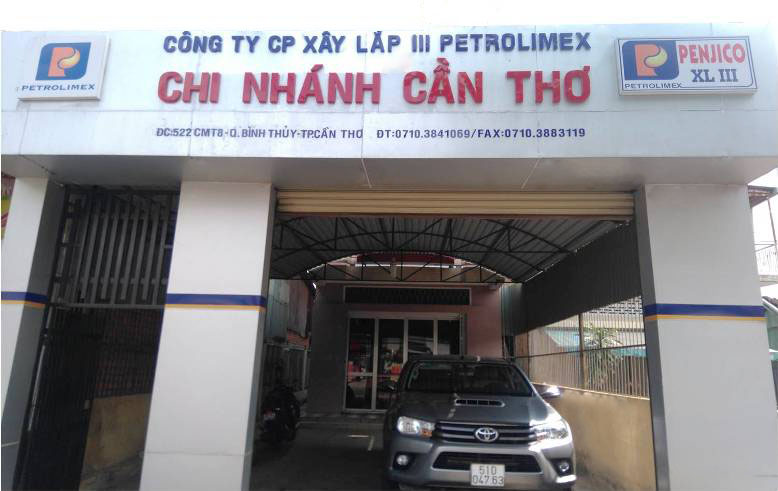 CÔNG TY CP XÂY LẮP III PETROLIMEX
CHI NHÁNH CẦN THƠ
ĐC:522 CMT8-Q.BÌNH THỦY-TP.CẦN THƠ ĐT:0710.3841069/FAX:0710.3883119
PETROLIMEX
PETROLIMEX
PENJICO
XL III
TOYOTA
51D
047.63